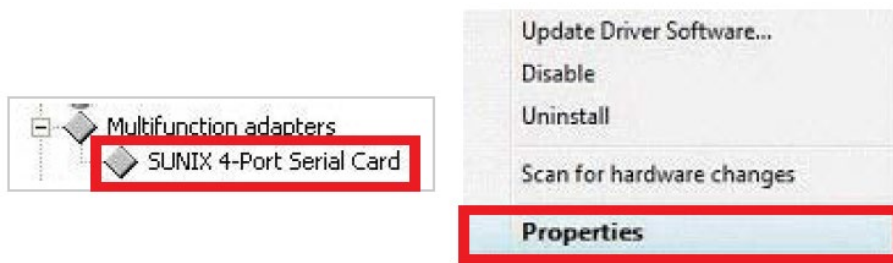 Multifunction adapters
SUNIX 4-Port Serial Card
Update Driver Software...
Disable
Uninstall
Scan for hardware changes
Properties